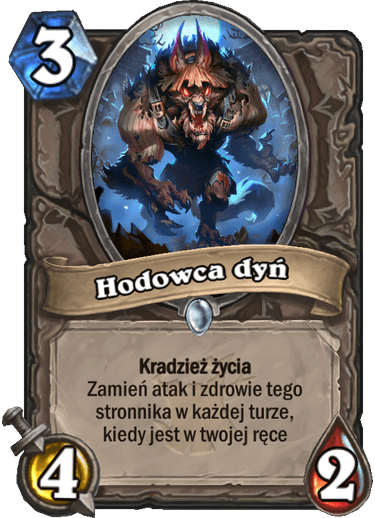 3
Hodowca dyń
Kradzież życia
Zamień atak i zdrowie tego
stronnika w każdej turze,
kiedy jest w twojej ręce
4
2